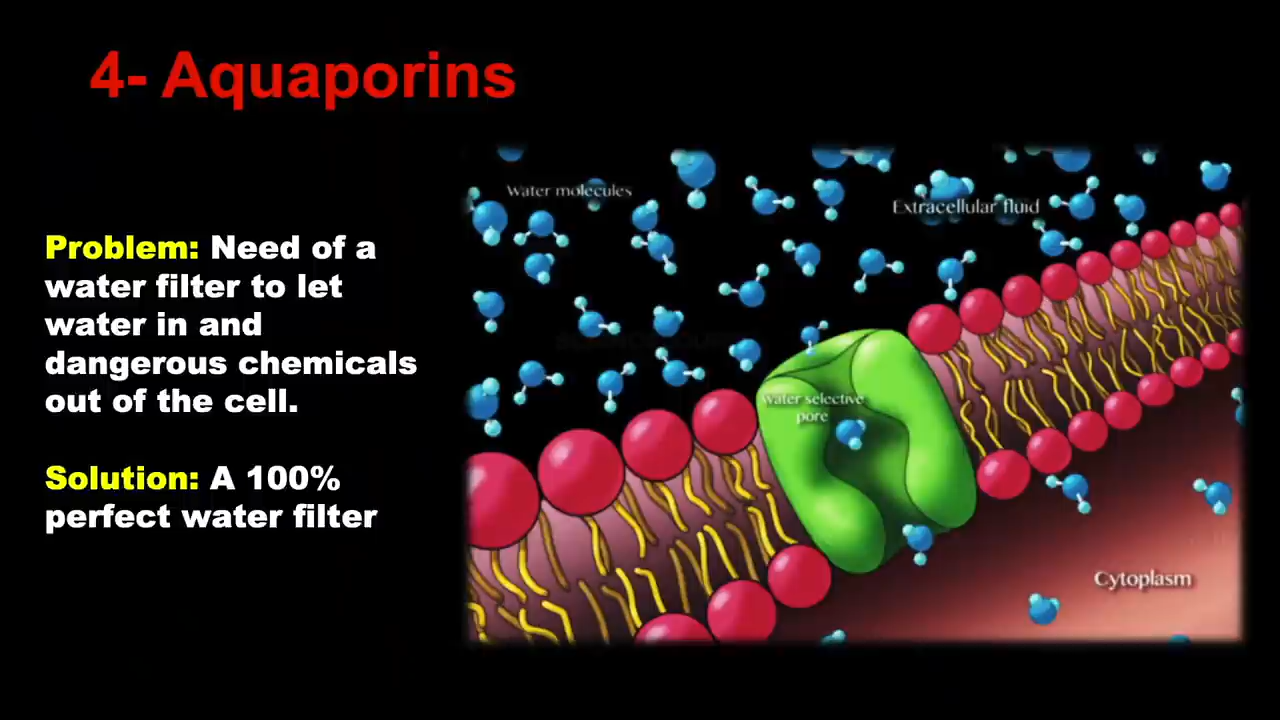 4- Aquaporins
Problem: Need of a
water filter to let
water in and
dangerous chemicals
out of the cell.
Solution: A 100%
perfect water filter
Water molecules
Extracellular fluid
Water selective
pore
Cytoplasm